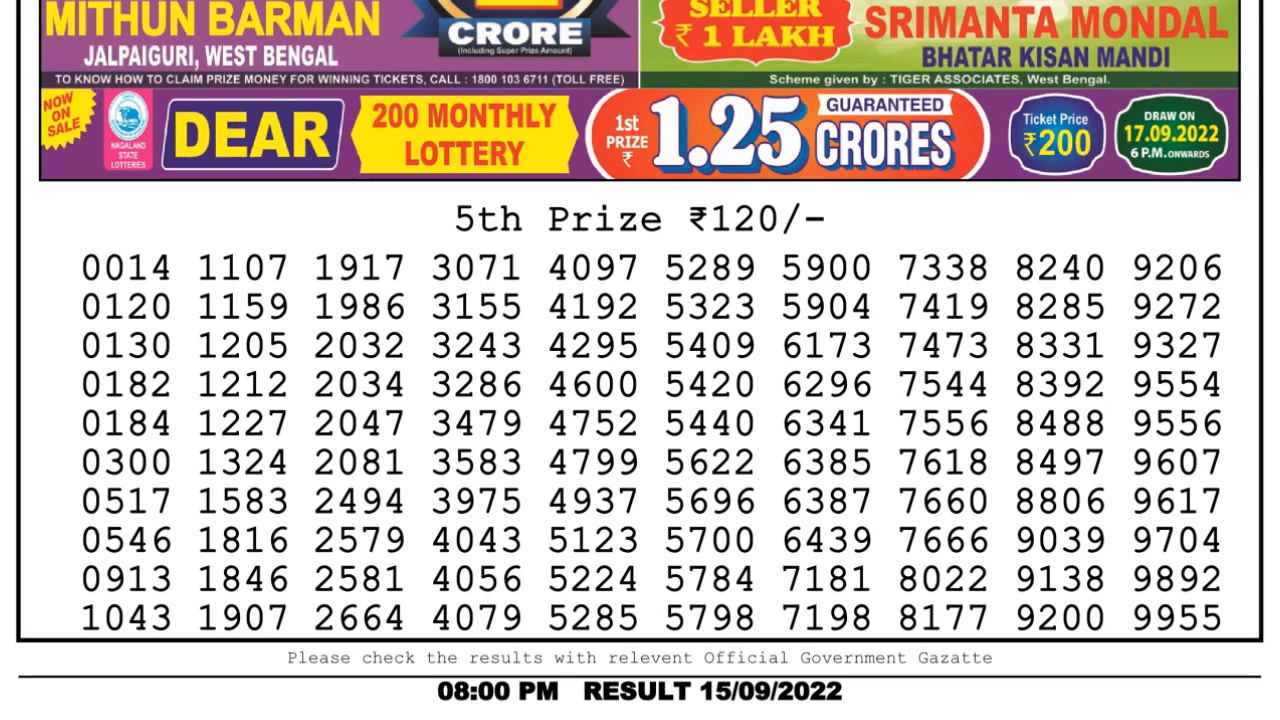 MITHUN BARMAN
JALPAIGURI, WEST BENGAL
CRORE
(Including Super Prize Amount)
SELLER
₹ 1 LAKH
SRIMANTA MONDAL
BHATAR KISAN MANDI
TO KNOW HOW TO CLAIM PRIZE MONEY FOR WINNING TICKETS, CALL : 1800 103 6711 (TOLL FREE)
Scheme given by : TIGER ASSOCIATES, West Bengal.
NOW
ON
SALE
NAGALAND
STATE
LOTTERIES
DEAR
200 MONTHLY
LOTTERY
1st
PRIZE
₹
1.25
GUARANTEED
CRORES
Ticket Price
₹200
DRAW ON
17.09.2022
6 P.M. ONWARDS
5th Prize ₹120/-
0014 1107 1917 3071 4097 5289 5900 7338 8240 9206
0120 1159 1986 3155 4192 5323 5904 7419 8285 9272
0130 1205 2032 3243 4295 5409 6173 7473 8331 9327
0182 1212 2034 3286 4600 5420 6296 7544 8392 9554
0184 1227 2047 3479 4752 5440 6341 7556 8488 9556
0300 1324 2081 3583 4799 5622 6385 7618 8497 9607
0517 1583 2494 3975 4937 5696 6387 7660 8806 9617
0546 1816 2579 4043 5123 5700 6439 7666 9039 9704
0913 1846 2581 4056 5224 5784 7181 8022 9138 9892
1043 1907 2664 4079 5285 5798 7198 8177 9200 9955
Please check the results with relevent Official Government Gazatte
08:00 PM RESULT 15/09/2022